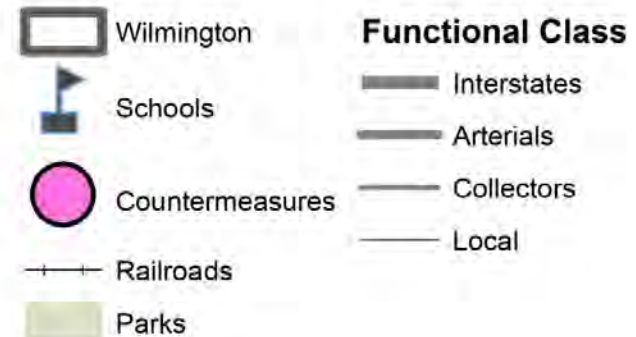 Wilmington
Schools
Countermeasures
Railroads
Parks
Functional Class
Interstates
Arterials
Collectors
Local